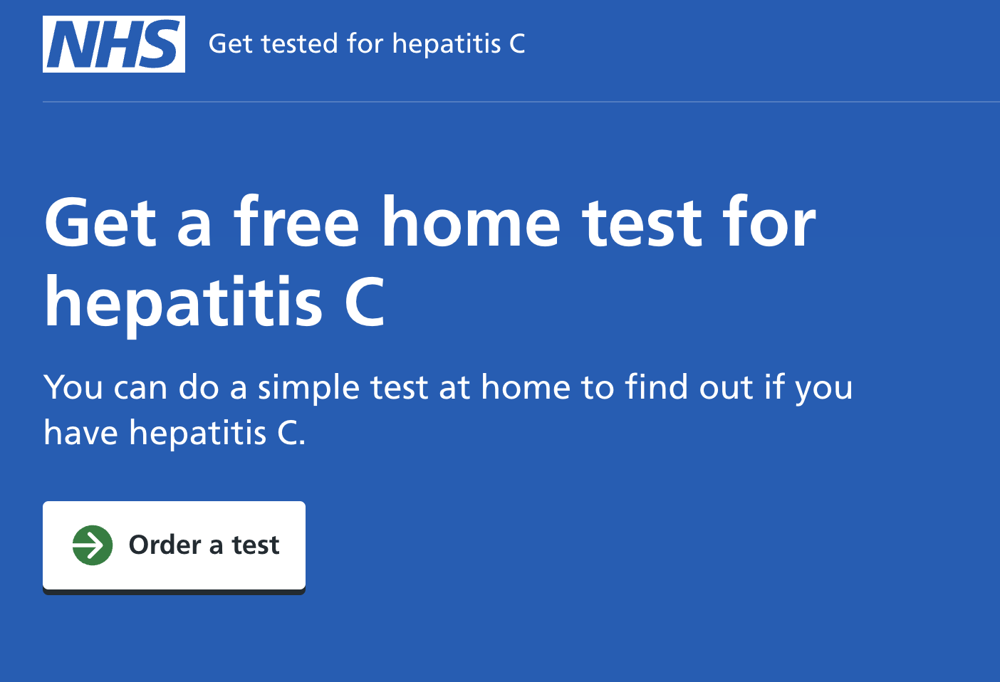 NHS Get tested for hepatitis C
Get a free home test for
hepatitis C
You can do a simple test at home to find out if you
have hepatitis C.
Order a test